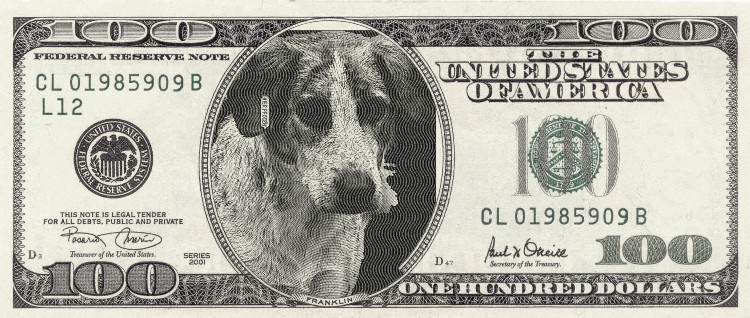 100 100
FEDERAL RESERVE NOTE
THE
UNITED STATES
OF AMERICA
CL 01985909 B
L12
100
UNITED STATES
FEDERAL RESERVE SYSTEM
THIS NOTE IS LEGAL TENDER
FOR ALL DEBTS, PUBLIC AND PRIVATE
CL 01985909 B
Treasurer of the United States.
SERIES
2001
D 3
D 47
Secretary of the Treasury.
100
100
FRANKLIN
ONE HUNDRED DOLLARS